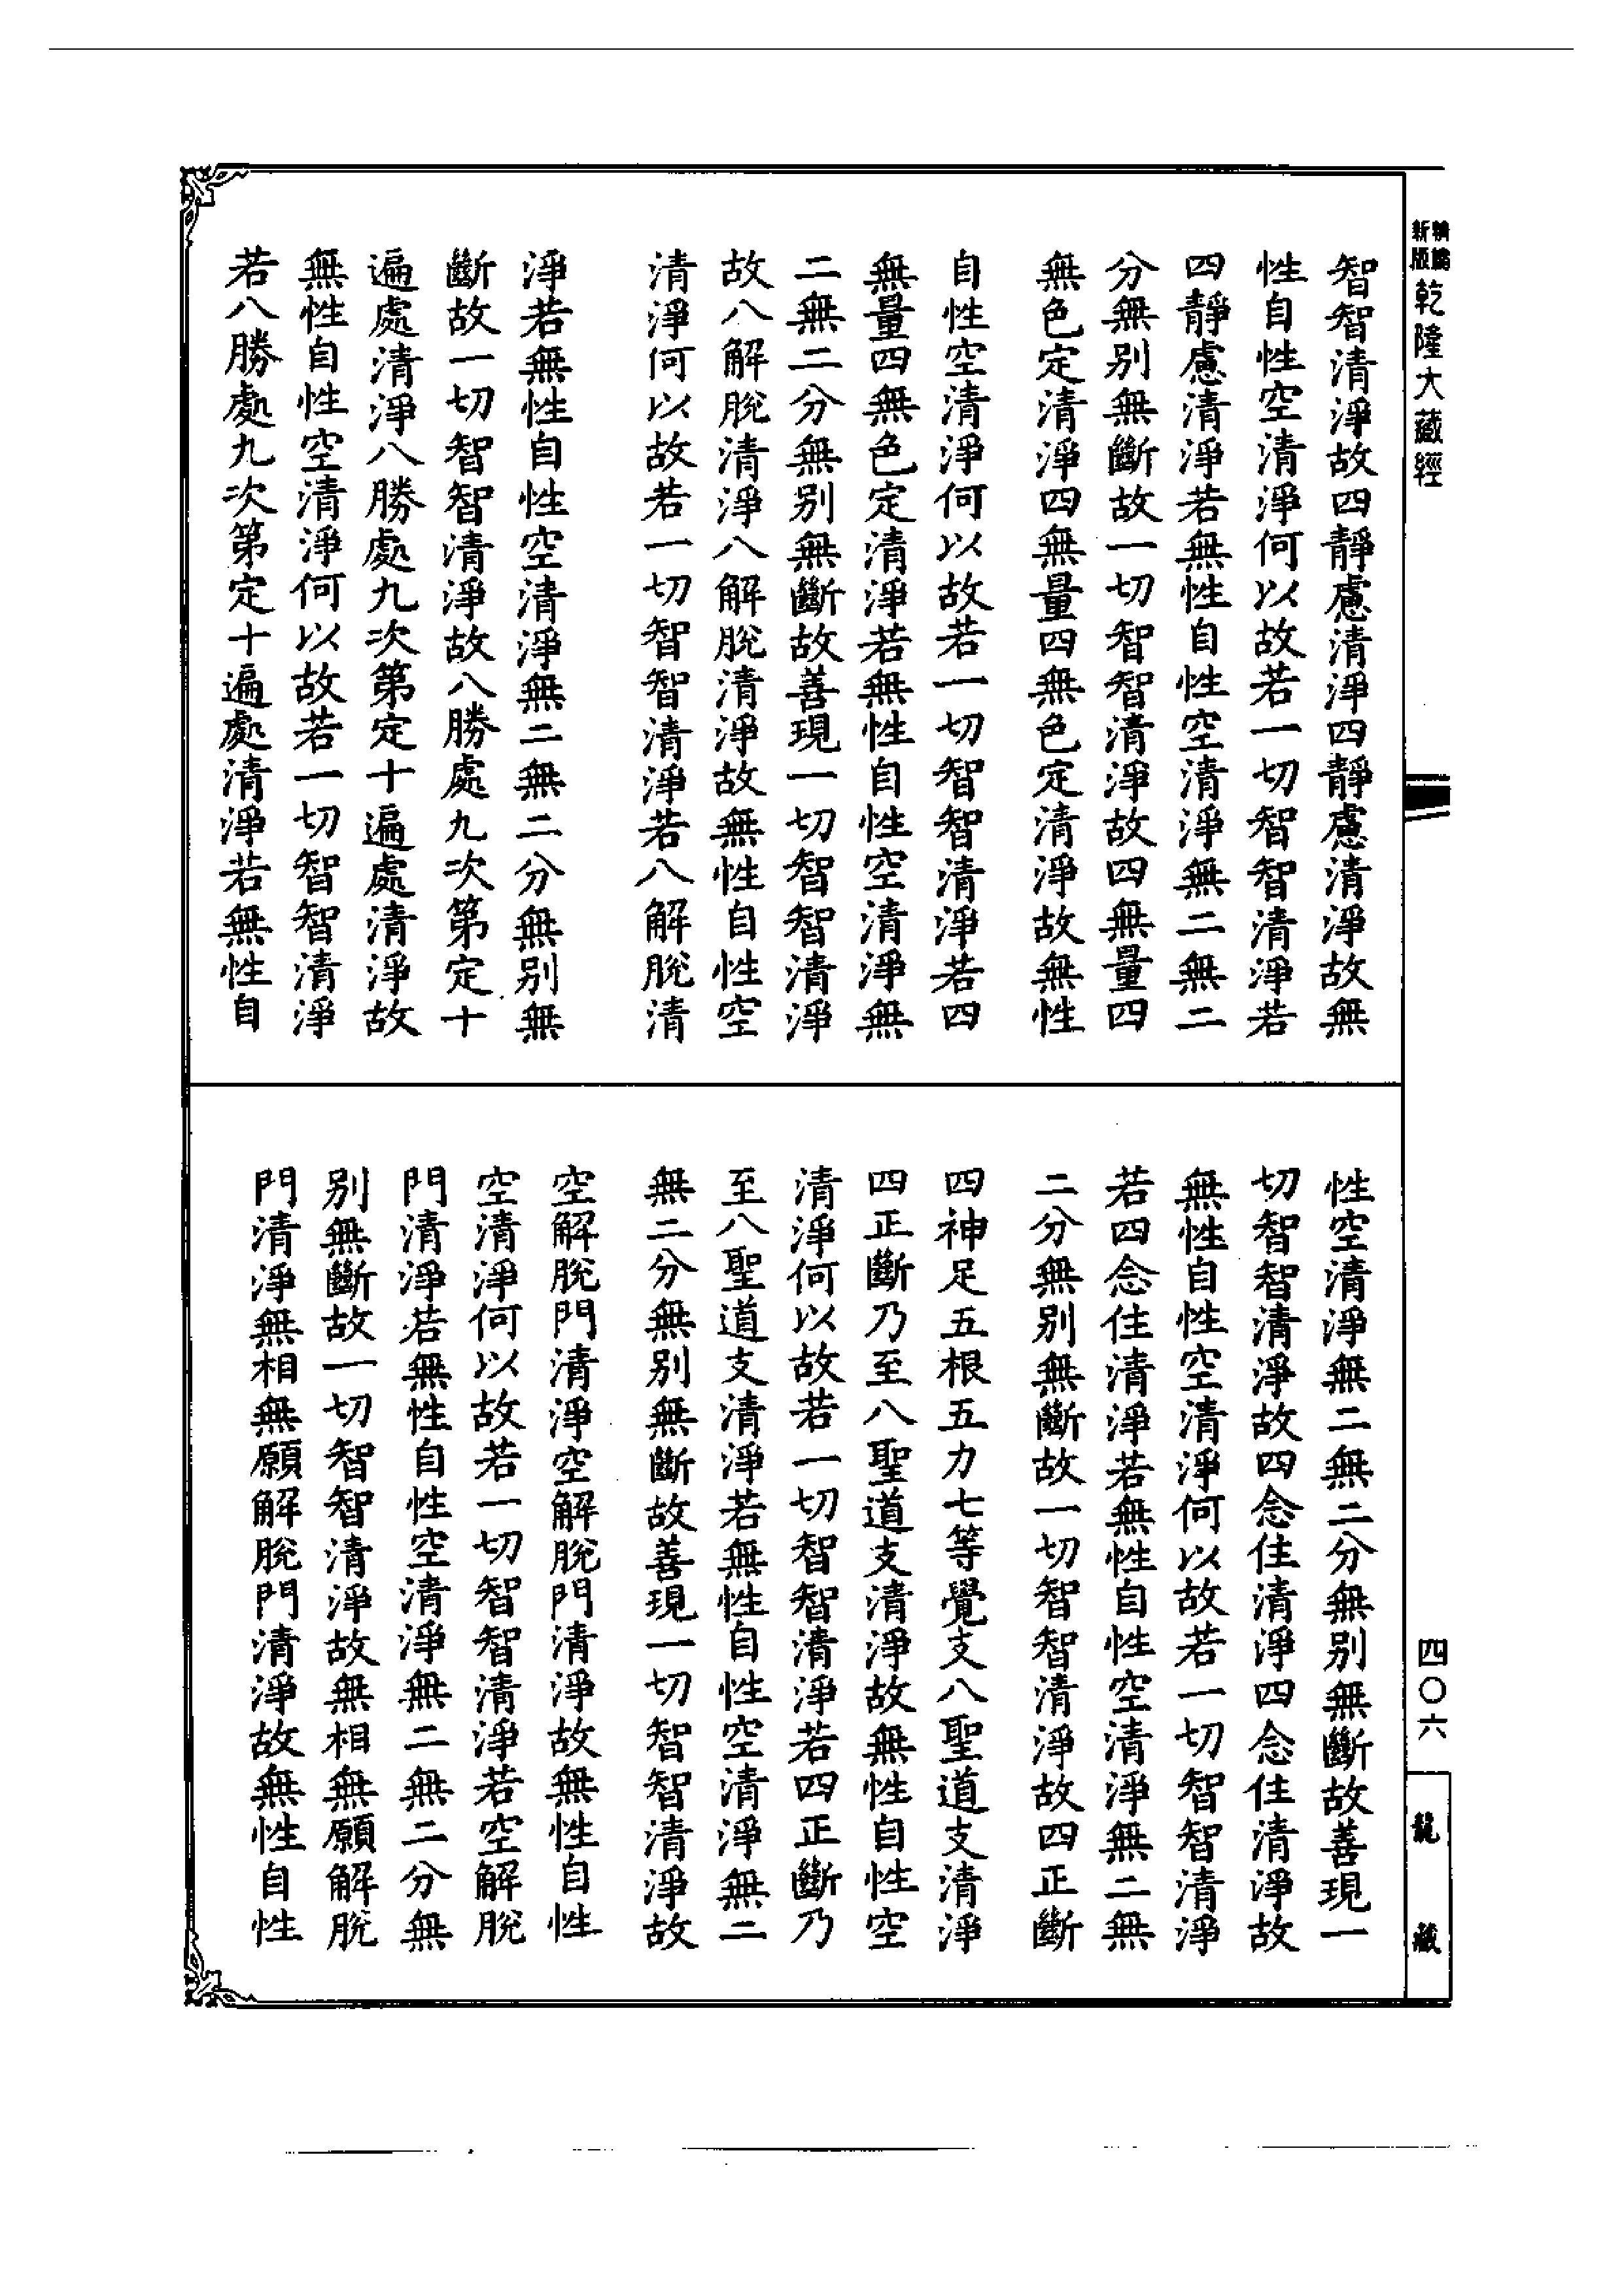 新版 精編 乾隆大藏經
智智清淨故四靜慮清淨四靜慮清淨故無
性自性空清淨何以故若一切智智清淨若
四靜慮清淨若無性自性空清淨無二無二
分無別無斷故一切智智清淨故四無量四
無色定清淨四無量四無色定清淨故無性
自性空清淨何以故若一切智智清淨若四
無量四無色定清淨若無性自性空清淨無
二無二分無別無斷故善現一切智智清淨
故八解脫清淨八解脫清淨故無性自性空
清淨何以故若一切智智清淨若八解脫清
淨若無性自性空清淨無二無二分無別無
斷故一切智智清淨故八勝處九次第定十
遍處清淨八勝處九次第定十遍處清淨故
無性自性空清淨何以故若一切智智清淨
若八勝處九次第定十遍處清淨若無性自
性空清淨無二無二分無別無斷故善現一
切智智清淨故四念住清淨四念住清淨故
無性自性空清淨何以故若一切智智清淨
若四念住清淨若無性自性空清淨無二無
二分無別無斷故一切智智清淨故四正斷
四神足五根五力七等覺支八聖道支清淨
四正斷乃至八聖道支清淨故無性自性空
清淨何以故若一切智智清淨若四正斷乃
至八聖道支清淨若無性自性空清淨無二
無二分無別無斷故善現一切智智清淨故
空解脫門清淨空解脫門清淨故無性自性
空清淨何以故若一切智智清淨若空解脫
門清淨若無性自性空清淨無二無二分無
別無斷故一切智智清淨故無相無願解脫
門清淨無相無願解脫門清淨故無性自性
四〇六
龍藏